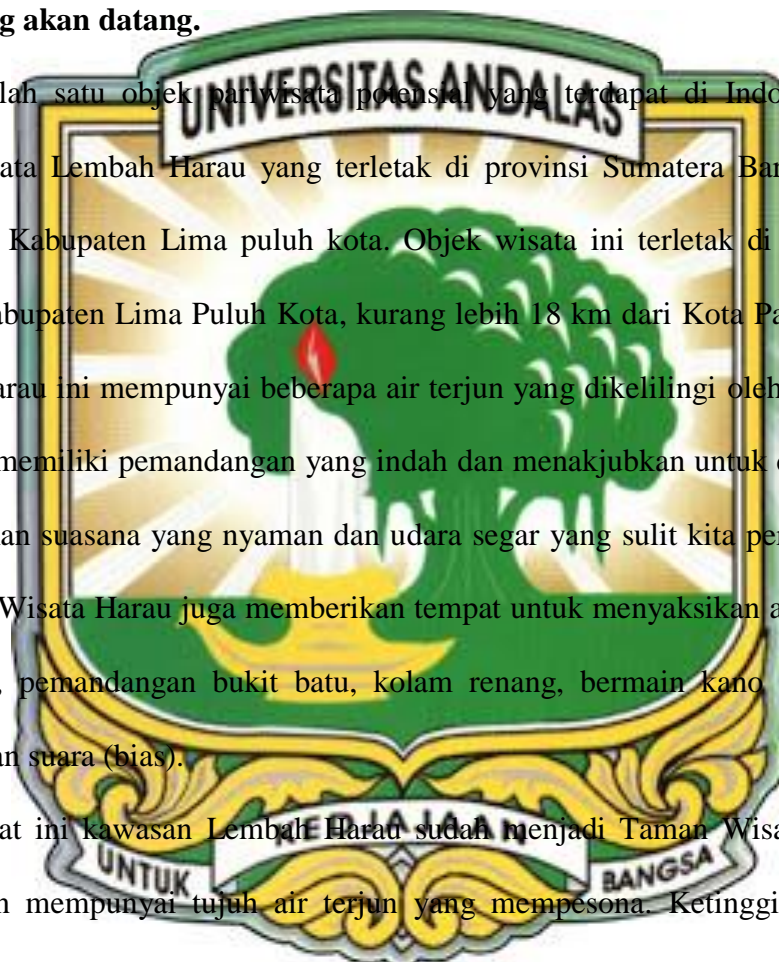 g akan datang.
UNIVERSITAS ANDALAS
lah satu objek pariwisata potensial yang terdapat di Indo
ata Lembah Harau yang terletak di provinsi Sumatera Bar
Kabupaten Lima puluh kota. Objek wisata ini terletak di
abupaten Lima Puluh Kota, kurang lebih 18 km dari Kota Pa
arau ini mempunyai beberapa air terjun yang dikelilingi oleh
memiliki pemandangan yang indah dan menakjubkan untuk
an suasana yang nyaman dan udara segar yang sulit kita per
Wisata Harau juga memberikan tempat untuk menyaksikan a
, pemandangan bukit batu, kolam renang, bermain kano
an suara (bias).
at ini kawasan Lembah Harau sudah menjadi Taman Wisa
UNTUK KEDJAJAAN BANGSA
n mempunyai tujuh air terjun yang mempesona. Ketinggi